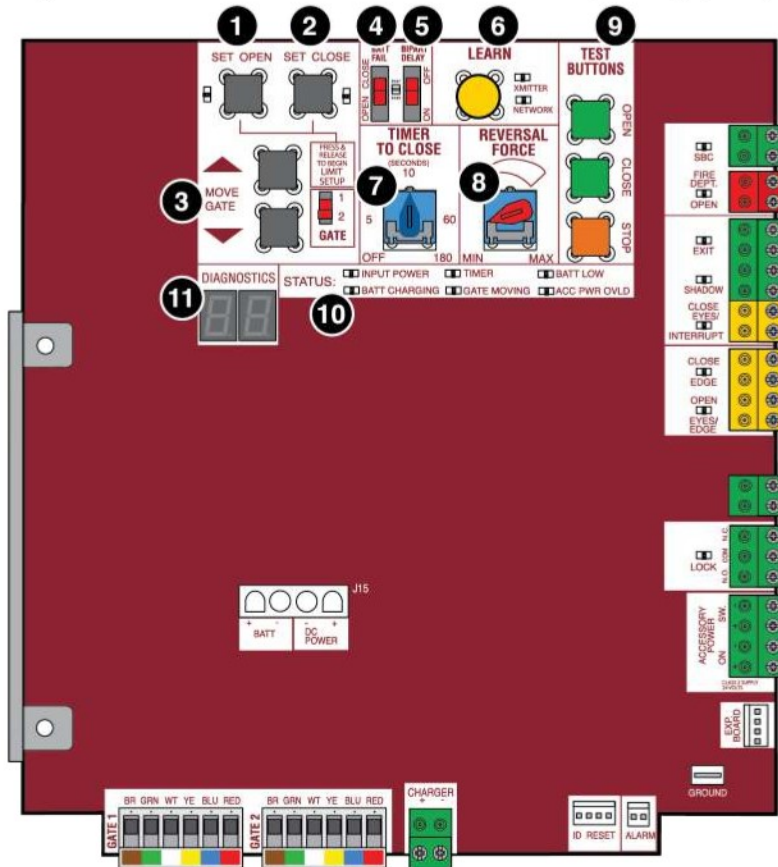 1 2 4 5 6 9
SET OPEN SET CLOSE
BATT FAIL
OPEN CLOSE
BIPART DELAY
ON OFF
LEARN
XMITTER
NETWORK
TEST BUTTONS
OPEN
CLOSE
STOP
3
MOVE GATE
PRESS & RELEASE TO BEGIN LIMIT SETUP
1
2
GATE
TIMER TO CLOSE
(SECONDS)
10
7
5 60
OFF 180
REVERSAL FORCE
8
MIN MAX
11
DIAGNOSTICS
88
STATUS: INPUT POWER TIMER BATT LOW
BATT CHARGING GATE MOVING ACC PWR OVLD
10
SBC
FIRE DEPT.
OPEN
EXIT
SHADOW
CLOSE EYES/
INTERRUPT
CLOSE
EDGE
OPEN
EYES/
EDGE
LOCK
N.C.
COM
N.O.
ACCESSORY POWER
SW.
- + - +
ON
CLASS 2 SUPPLY
EXP. BOARD
GROUND
J15
+ - - +
BATT DC POWER
GATE 1
BR GRN WT YE BLU RED
GATE 2
BR GRN WT YE BLU RED
CHARGER
+ -
ID RESET ALARM